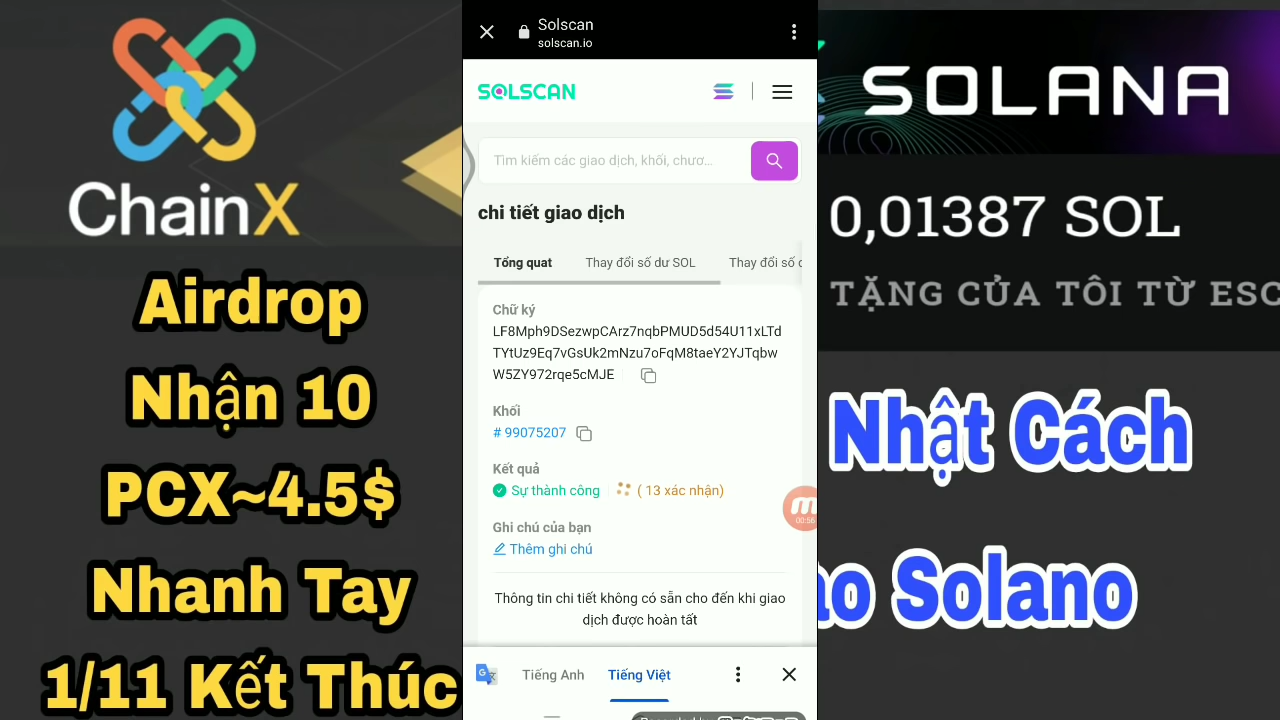 ChainX
Airdrop
Nhận 10
PCX~4.5$
Nhanh Tay
1/11 Kết Thúc
Solscan
solscan.io
SOLSCAN
Tìm kiếm các giao dịch, khối, chươ...
chi tiết giao dịch
Tổng quat
Thay đổi số dư SOL
Thay đổi số
Chữ ký
LF8Mph9DSezwpCArz7nqbPMUD5d54U11xLTd
TYtUz9Eq7vGsUk2mNzu7oFqM8taeY2YJTqbw
W5ZY972rqe5cMJE
Khối
# 99075207
Kết quả
Sự thành công
( 13 xác nhận)
Ghi chú của bạn
Thêm ghi chú
Thông tin chi tiết không có sẵn cho đến khi giao
dịch được hoàn tất
00:56
Tiếng Anh
Tiếng Việt
SOLANA
0,01387 SOL
TẶNG CỦA TÔI TỪ ESC
Nhật Cách
ao Solano